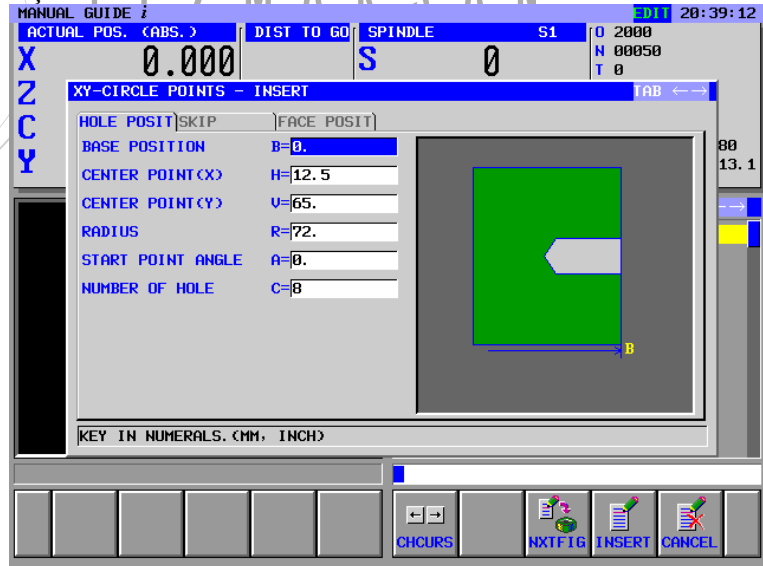 MANUAL GUIDE i EDIT 20:39:12
ACTUAL POS. (ABS.) DIST TO GO SPINDLE S1 O 2000
X 0.000 S 0 N 00050
T 0
Z XY-CIRCLE POINTS - INSERT TAB ←→
C HOLE POSIT SKIP FACE POSIT
Y BASE POSITION B=0. 80
CENTER POINT(X) H=12.5 13.1
CENTER POINT(Y) V=65.
RADIUS R=72.
START POINT ANGLE A=0.
NUMBER OF HOLE C=8
B
KEY IN NUMERALS.(MM, INCH)
←→
CHCURS NXTFIG INSERT CANCEL